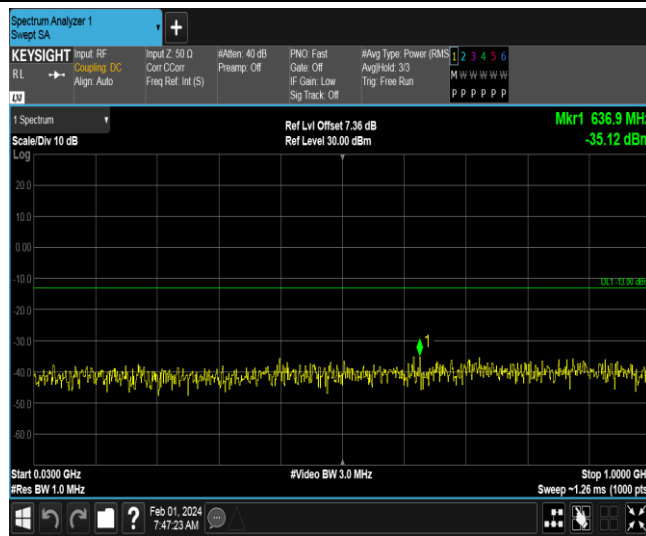 Spectrum Analyzer 1
Swept SA
+
KEYSIGHT
RL
LXI
Input: RF
Coupling: DC
Align: Auto
Input Z: 50 Ω
Corr CCorr
Freq Ref: Int (S)
#Atten: 40 dB
Preamp: Off
PNO: Fast
Gate: Off
IF Gain: Low
Sig Track: Off
#Avg Type: Power (RMS
Avg|Hold: 3/3
Trig: Free Run
1 2 3 4 5 6
M W W W W W
P P P P P P
1 Spectrum
Scale/Div 10 dB
Log
Ref Lvl Offset 7.36 dB
Ref Level 30.00 dBm
Mkr1 636.9 MHz
-35.12 dBm
20.0
10.0
0.00
-10.0
DL1 -13.00 dBm
-20.0
-30.0
1
-40.0
-50.0
-60.0
Start 0.0300 GHz
#Res BW 1.0 MHz
#Video BW 3.0 MHz
Stop 1.0000 GH
Sweep ~1.26 ms (1000 pts
?
Feb 01, 2024
7:47:23 AM